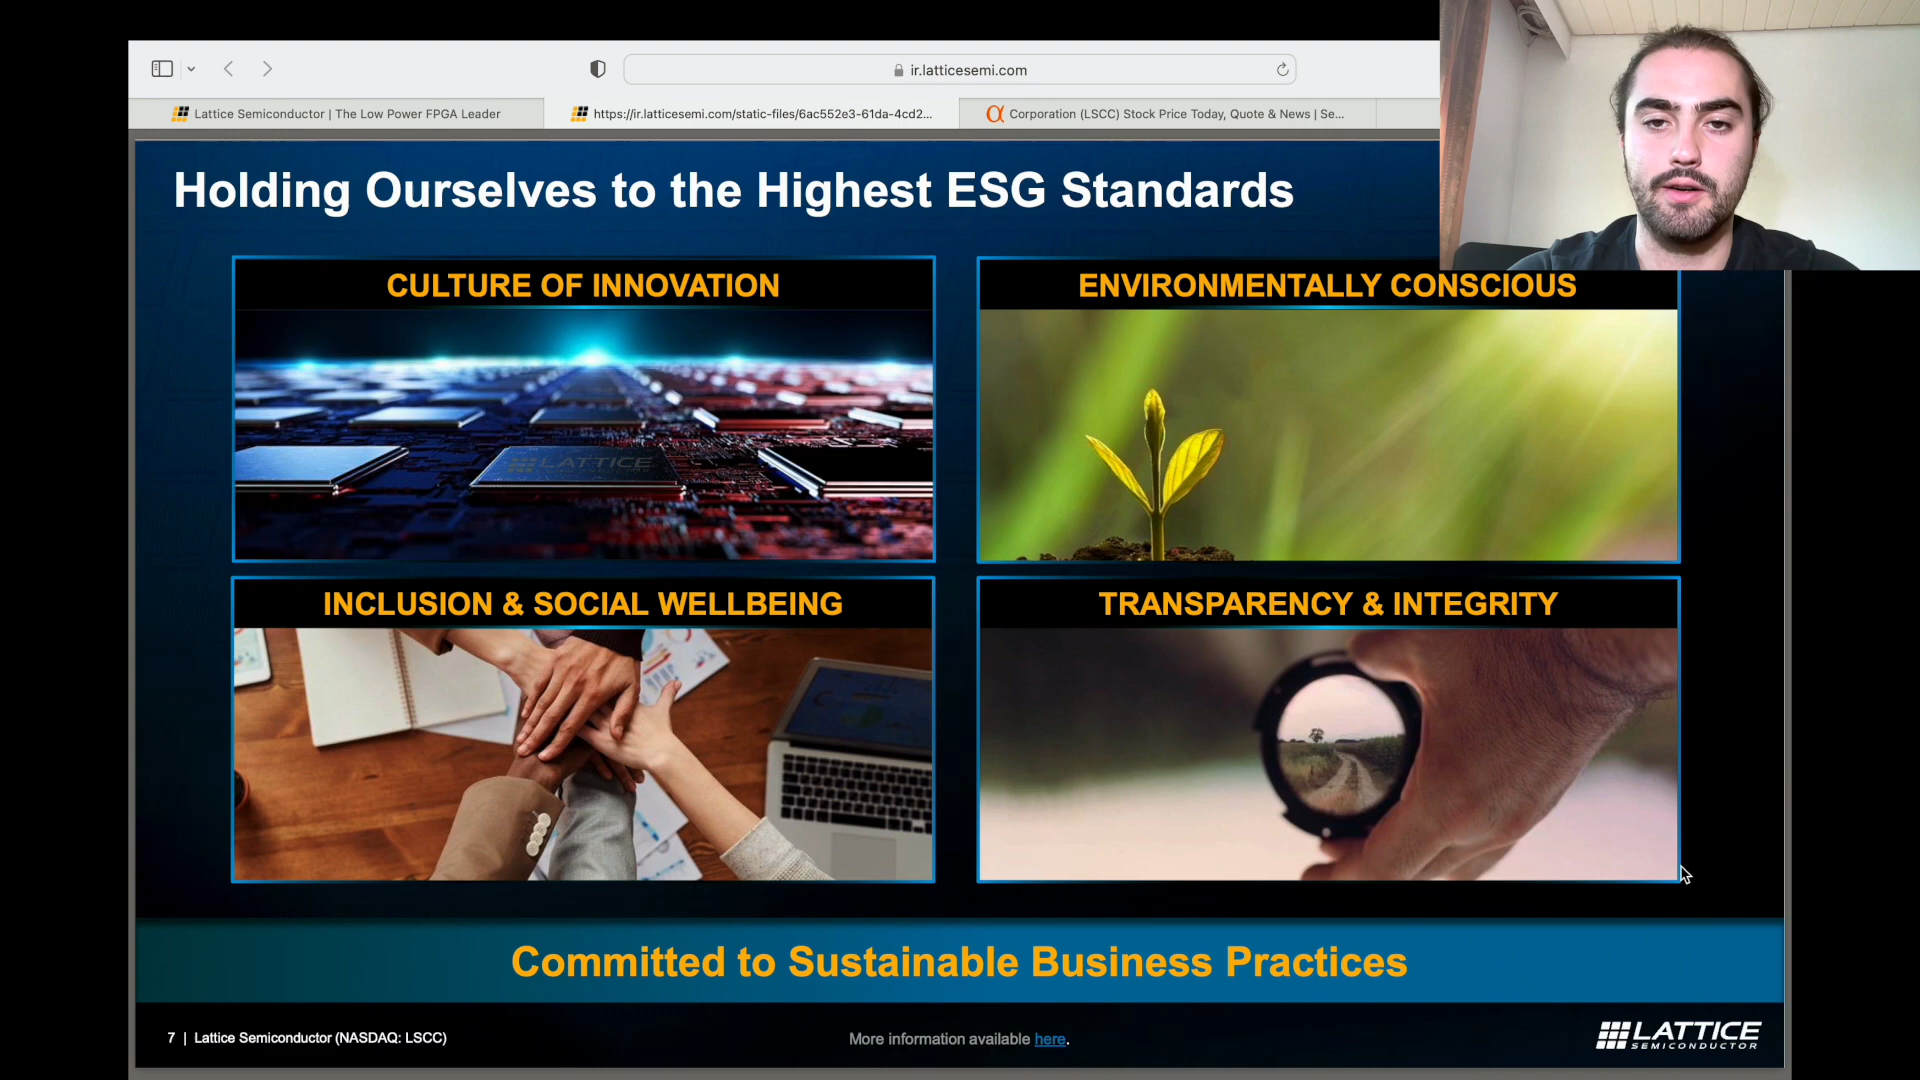 ir.latticesemi.com
Lattice Semiconductor | The Low Power FPGA Leader
https://ir.latticesemi.com/static-files/6ac552e3-61da-4cd2...
Corporation (LSCC) Stock Price Today, Quote & News | Se...
Holding Ourselves to the Highest ESG Standards
CULTURE OF INNOVATION
ENVIRONMENTALLY CONSCIOUS
LATTICE
INCLUSION & SOCIAL WELLBEING
TRANSPARENCY & INTEGRITY
Committed to Sustainable Business Practices
7 | Lattice Semiconductor (NASDAQ: LSCC)
More information available here.
LATTICE
SEMICONDUCTOR